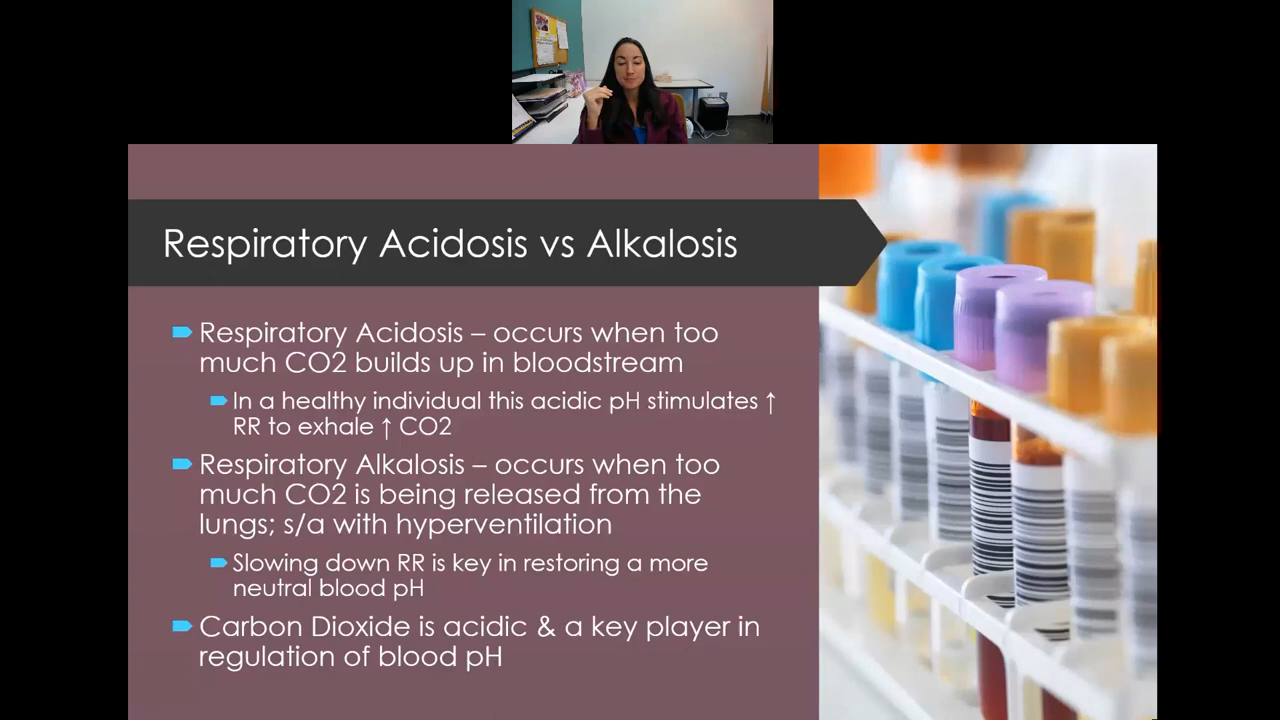 Respiratory Acidosis vs Alkalosis
Respiratory Acidosis – occurs when too
much CO2 builds up in bloodstream
In a healthy individual this acidic pH stimulates ↑
RR to exhale ↑ CO2
Respiratory Alkalosis – occurs when too
much CO2 is being released from the
lungs; s/a with hyperventilation
Slowing down RR is key in restoring a more
neutral blood pH
Carbon Dioxide is acidic & a key player in
regulation of blood pH